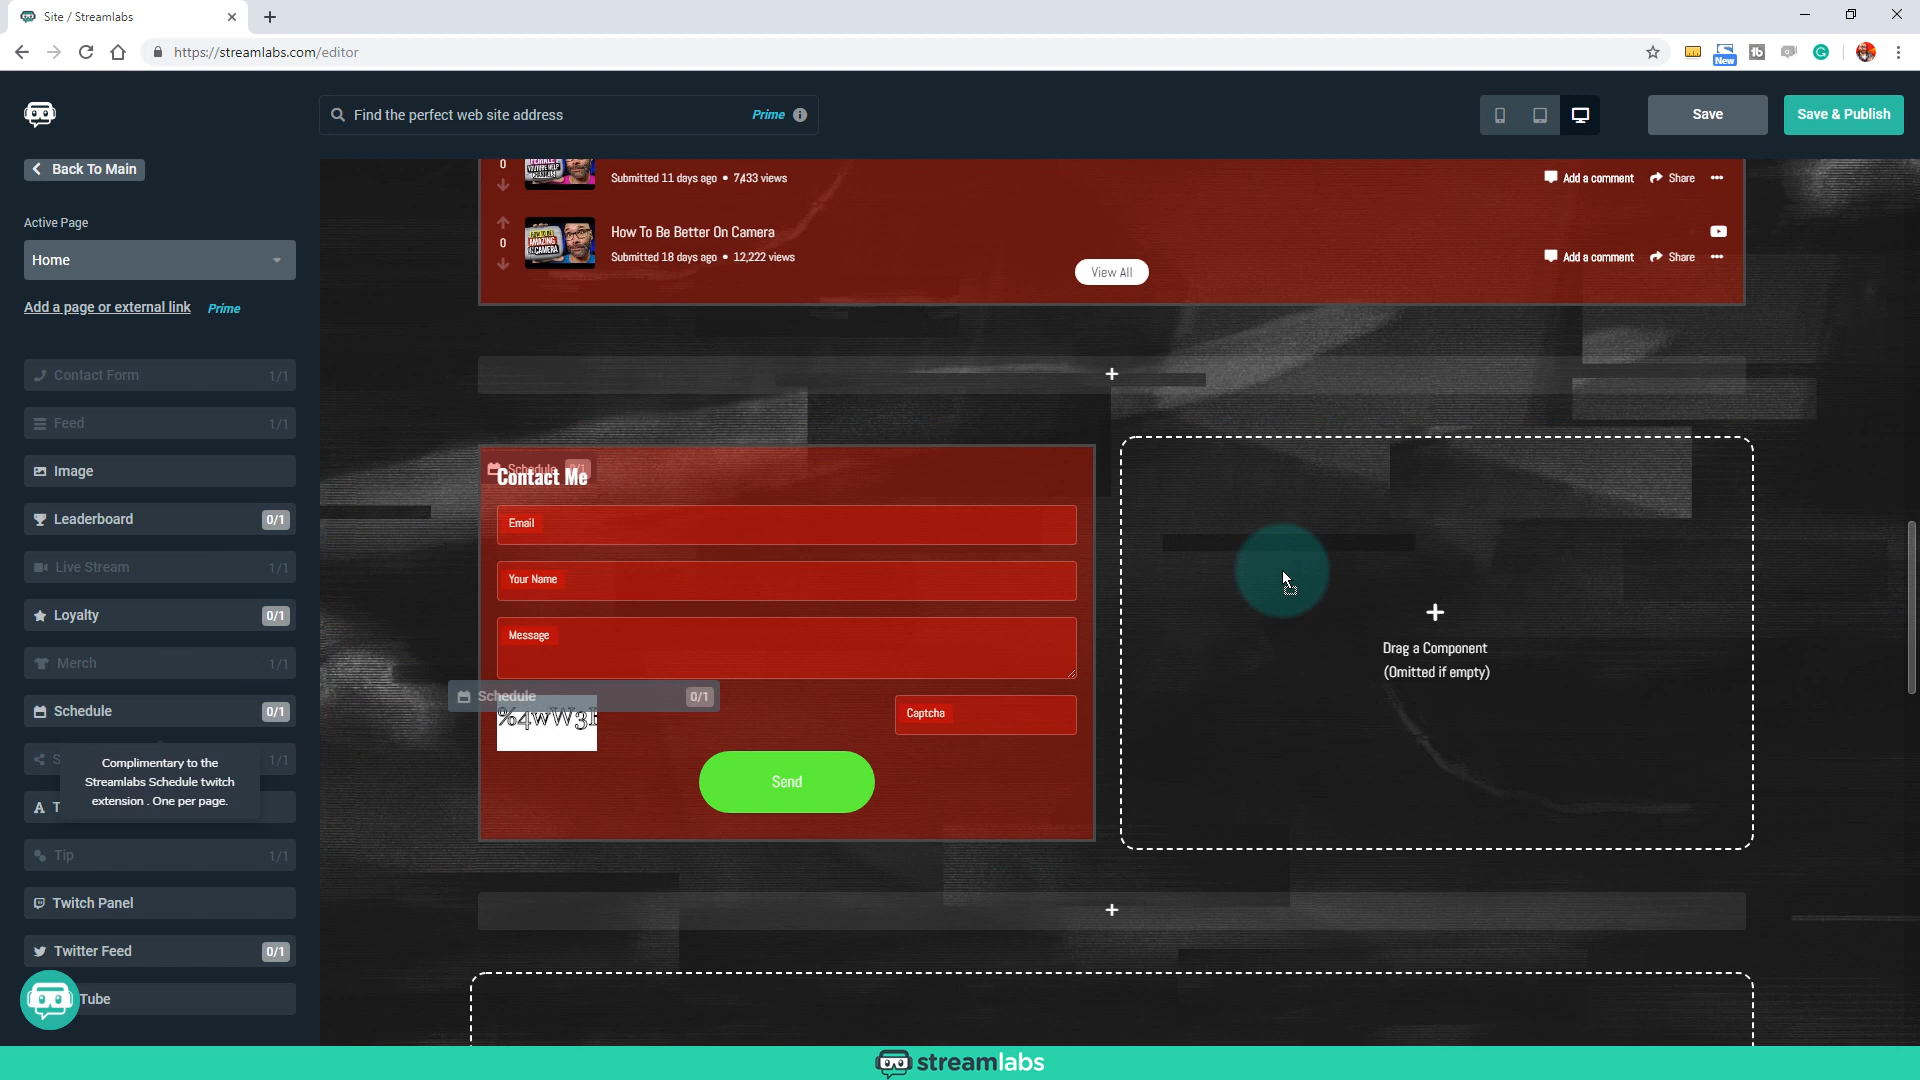 Site / Streamlabs
https://streamlabs.com/editor
New
Find the perfect web site address
Prime
Save
Save & Publish
Back To Main
Active Page
Home
Add a page or external link
Prime
Contact Form 1/1
Feed 1/1
Image
Leaderboard 0/1
Live Stream 1/1
Loyalty 0/1
Merch 1/1
Schedule 0/1
S 1/1
Complimentary to the
Streamlabs Schedule twitch
extension . One per page.
T
Tip 1/1
Twitch Panel
Twitter Feed 0/1
Tube
0
Submitted 11 days ago • 7,433 views
Add a comment Share
How To Be Better On Camera
0
Submitted 18 days ago • 12,222 views
Add a comment Share
View All
+
Schedule 0/1
Contact Me
Email
Your Name
Message
Schedule 0/1
Captcha
Send
+
Drag a Component
(Omitted if empty)
+
streamlabs